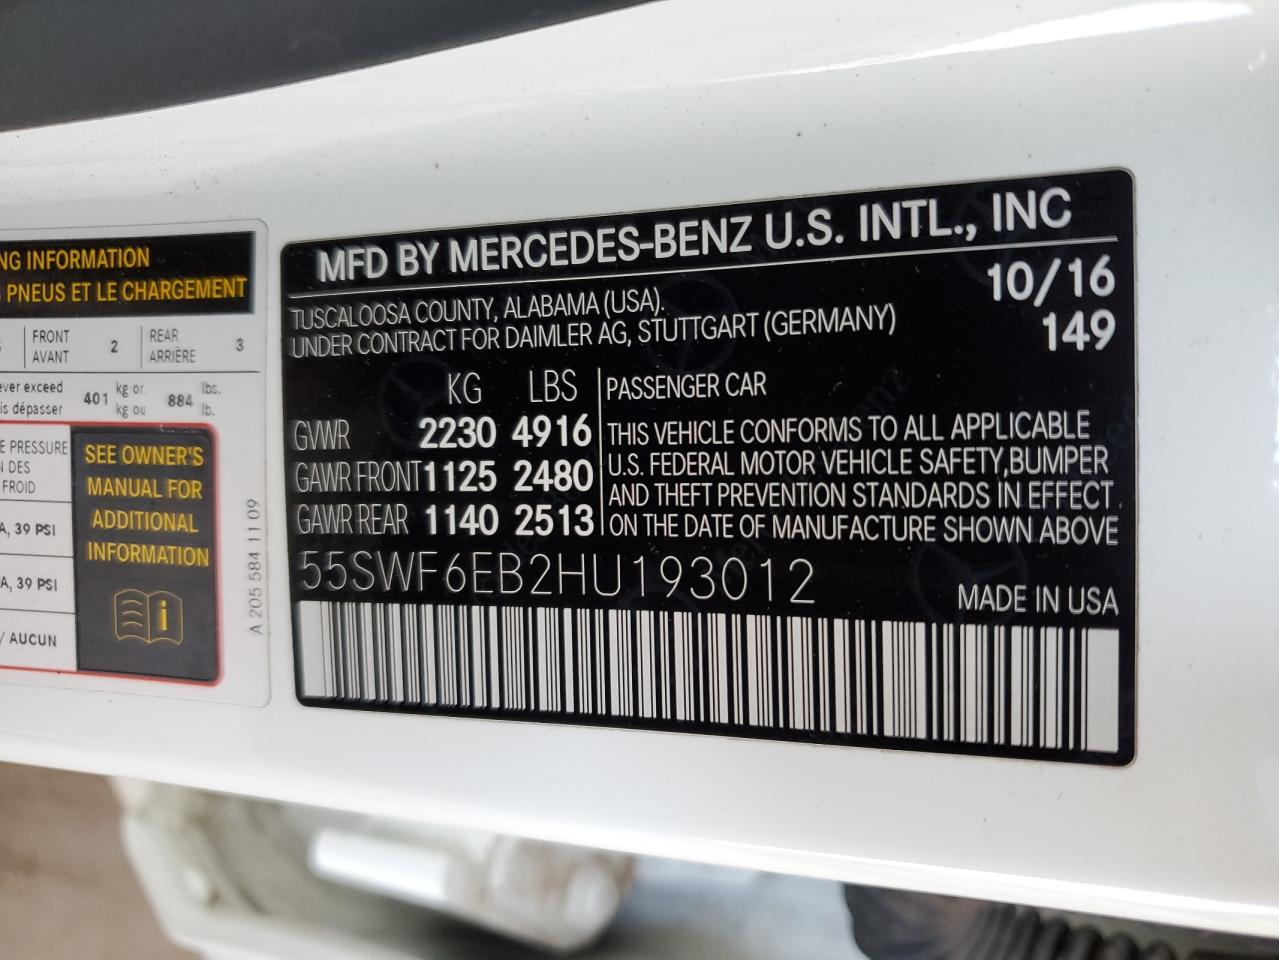 MFD BY MERCEDES-BENZ U.S. INTL., INC
TUSCALOOSA COUNTY, ALABAMA (USA).
10/16
UNDER CONTRACT FOR DAIMLER AG, STUTTGART (GERMANY)
149
KG LBS
GVWR 2230 4916
GAWR FRONT 1125 2480
GAWR REAR 1140 2513
PASSENGER CAR
THIS VEHICLE CONFORMS TO ALL APPLICABLE
U.S. FEDERAL MOTOR VEHICLE SAFETY,BUMPER
AND THEFT PREVENTION STANDARDS IN EFFECT
ON THE DATE OF MANUFACTURE SHOWN ABOVE
55SWF6EB2HU193012
MADE IN USA
NG INFORMATION
PNEUS ET LE CHARGEMENT
FRONT
AVANT
2
REAR
ARRIÈRE
3
ever exceed
is dépasser
401
kg or
kg ou
884
lbs.
lb.
E PRESSURE
N DES
FROID
A, 39 PSI
A, 39 PSI
/ AUCUN
SEE OWNER'S
MANUAL FOR
ADDITIONAL
INFORMATION
i
A 205 584 11 09